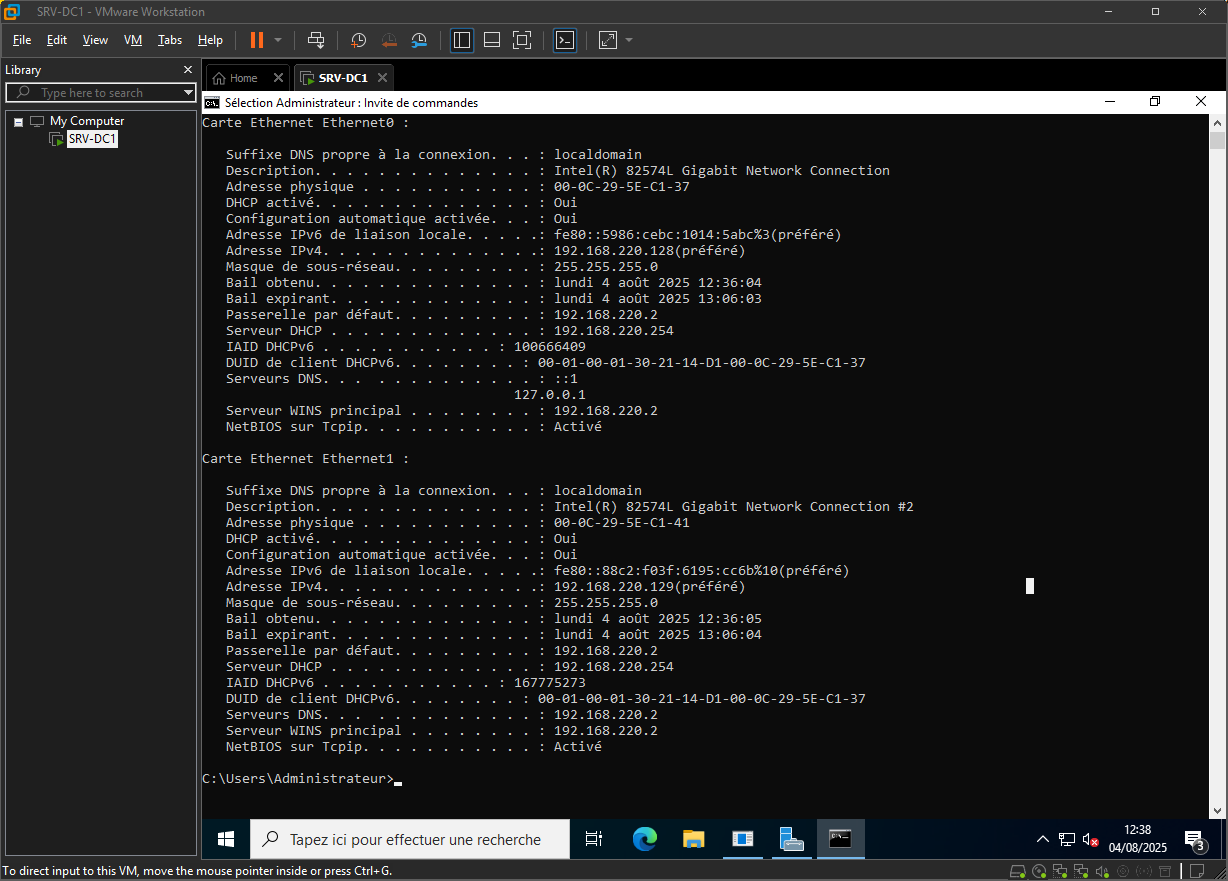 SRV-DC1 - VMware Workstation
File Edit View VM Tabs Help
Library
Home
SRV-DC1
Type here to search
Sélection Administrateur : Invite de commandes
My Computer
SRV-DC1
Carte Ethernet Ethernet0 :
Suffixe DNS propre à la connexion. . . : localdomain
Description. . . . . . . . . . . . . . : Intel(R) 82574L Gigabit Network Connection
Adresse physique . . . . . . . . . . . : 00-0C-29-5E-C1-37
DHCP activé. . . . . . . . . . . . . . : Oui
Configuration automatique activée. . . : Oui
Adresse IPv6 de liaison locale. . . . .: fe80::5986:cebc:1014:5abc%3(préféré)
Adresse IPv4. . . . . . . . . . . . . .: 192.168.220.128(préféré)
Masque de sous-réseau. . . . . . . . . : 255.255.255.0
Bail obtenu. . . . . . . . . . . . . . : lundi 4 août 2025 12:36:04
Bail expirant. . . . . . . . . . . . . : lundi 4 août 2025 13:06:03
Passerelle par défaut. . . . . . . . . : 192.168.220.2
Serveur DHCP . . . . . . . . . . . . . : 192.168.220.254
IAID DHCPv6 . . . . . . . . . . . : 100666409
DUID de client DHCPv6. . . . . . . . : 00-01-00-01-30-21-14-D1-00-0C-29-5E-C1-37
Serveurs DNS. . . . . . . . . . . . . : ::1
127.0.0.1
Serveur WINS principal . . . . . . . . : 192.168.220.2
NetBIOS sur Tcpip. . . . . . . . . . . : Activé
Carte Ethernet Ethernet1 :
Suffixe DNS propre à la connexion. . . : localdomain
Description. . . . . . . . . . . . . . : Intel(R) 82574L Gigabit Network Connection #2
Adresse physique . . . . . . . . . . . : 00-0C-29-5E-C1-41
DHCP activé. . . . . . . . . . . . . . : Oui
Configuration automatique activée. . . : Oui
Adresse IPv6 de liaison locale. . . . .: fe80::88c2:f03f:6195:cc6b%10(préféré)
Adresse IPv4. . . . . . . . . . . . . .: 192.168.220.129(préféré)
Masque de sous-réseau. . . . . . . . . : 255.255.255.0
Bail obtenu. . . . . . . . . . . . . . : lundi 4 août 2025 12:36:05
Bail expirant. . . . . . . . . . . . . : lundi 4 août 2025 13:06:04
Passerelle par défaut. . . . . . . . . : 192.168.220.2
Serveur DHCP . . . . . . . . . . . . . : 192.168.220.254
IAID DHCPv6 . . . . . . . . . . . : 167775273
DUID de client DHCPv6. . . . . . . . : 00-01-00-01-30-21-14-D1-00-0C-29-5E-C1-37
Serveurs DNS. . . . . . . . . . . . . : 192.168.220.2
Serveur WINS principal . . . . . . . . : 192.168.220.2
NetBIOS sur Tcpip. . . . . . . . . . . : Activé
C:\Users\Administrateur>
Tapez ici pour effectuer une recherche
12:38
04/08/2025
3
To direct input to this VM, move the mouse pointer inside or press Ctrl+G.